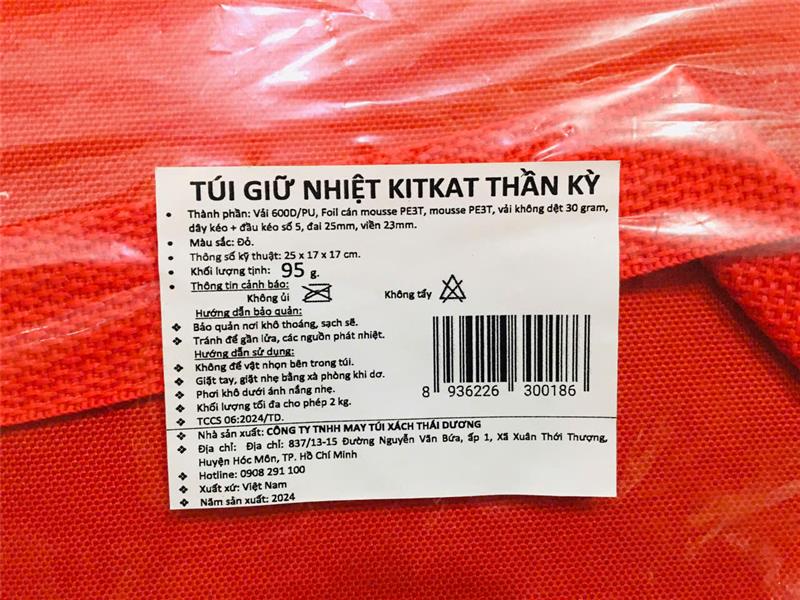 TÚI GIỮ NHIỆT KITKAT THẦN KỲ
• Thành phần: Vải 600D/PU, Foil cán mousse PE3T, mousse PE3T, vải không dệt 30 gram,
dây kéo + đầu kéo số 5, đai 25mm, viền 23mm.
• Màu sắc: Đỏ.
• Thông số kỹ thuật: 25 x 17 x 17 cm.
• Khối lượng tịnh: 95 g.
• Thông tin cảnh báo:
Không ủi Không tẩy
Hướng dẫn bảo quản:
❖ Bảo quản nơi khô thoáng, sạch sẽ.
❖ Tránh để gần lửa, các nguồn phát nhiệt.
Hướng dẫn sử dụng:
❖ Không để vật nhọn bên trong túi.
❖ Giặt tay, giặt nhẹ bằng xà phòng khi dơ.
❖ Phơi khô dưới ánh nắng nhẹ.
❖ Khối lượng tối đa cho phép 2 kg.
❖ TCCS 06:2024/TD.
8 936226 300186
❖ Nhà sản xuất: CÔNG TY TNHH MAY TÚI XÁCH THÁI DƯƠNG
❖ Địa chỉ: Địa chỉ: 837/13-15 Đường Nguyễn Văn Bứa, ấp 1, Xã Xuân Thới Thượng,
Huyện Hóc Môn, TP. Hồ Chí Minh
❖ Hotline: 0908 291 100
❖ Xuất xứ: Việt Nam
❖ Năm sản xuất: 2024